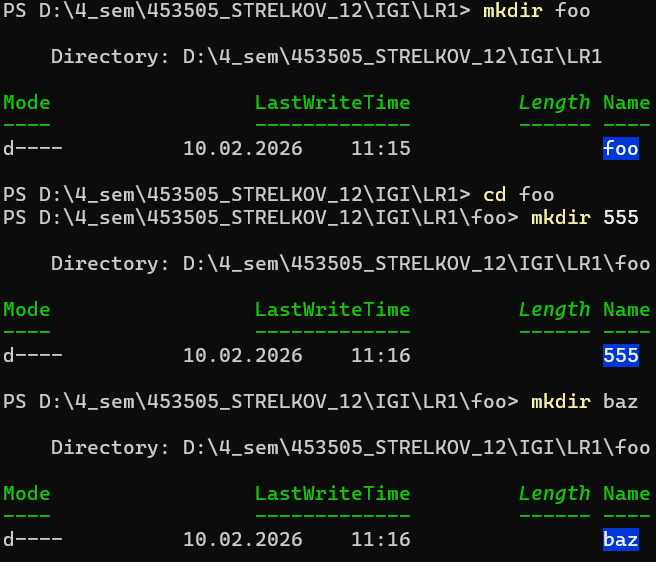 PS D:\4_sem\453505_STRELKOV_12\IGI\LR1> mkdir foo
Directory: D:\4_sem\453505_STRELKOV_12\IGI\LR1
Mode LastWriteTime Length Name
---- ------------- ------ ----
d---- 10.02.2026 11:15 foo
PS D:\4_sem\453505_STRELKOV_12\IGI\LR1> cd foo
PS D:\4_sem\453505_STRELKOV_12\IGI\LR1\foo> mkdir 555
Directory: D:\4_sem\453505_STRELKOV_12\IGI\LR1\foo
Mode LastWriteTime Length Name
---- ------------- ------ ----
d---- 10.02.2026 11:16 555
PS D:\4_sem\453505_STRELKOV_12\IGI\LR1\foo> mkdir baz
Directory: D:\4_sem\453505_STRELKOV_12\IGI\LR1\foo
Mode LastWriteTime Length Name
---- ------------- ------ ----
d---- 10.02.2026 11:16 baz